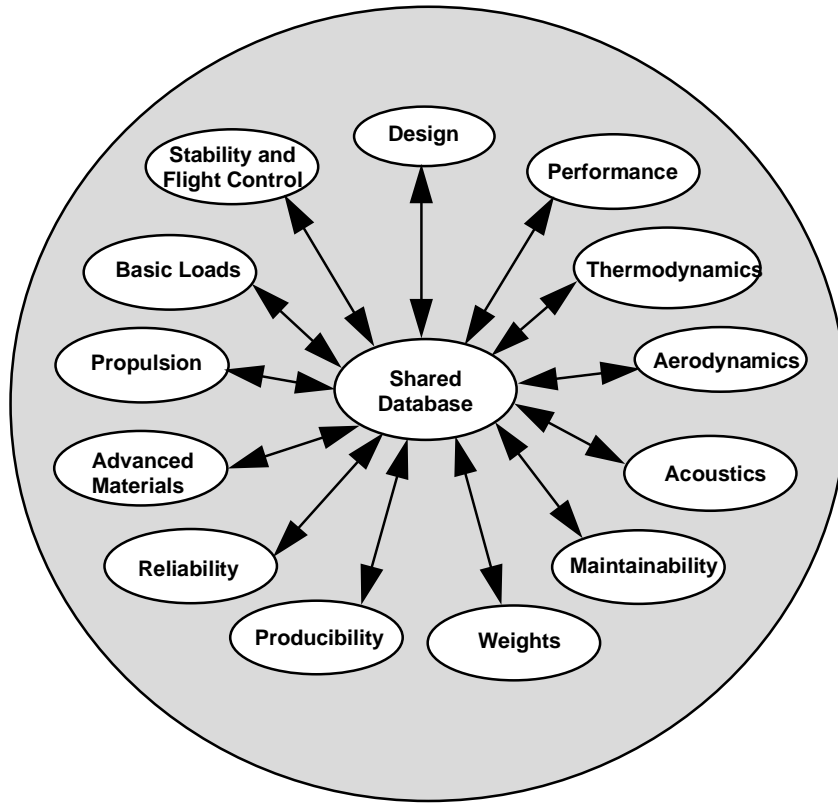 Design
Stability and
Flight Control
Performance
Basic Loads
Thermodynamics
Propulsion
Shared
Database
Aerodynamics
Advanced
Materials
Acoustics
Reliability
Maintainability
Producibility
Weights